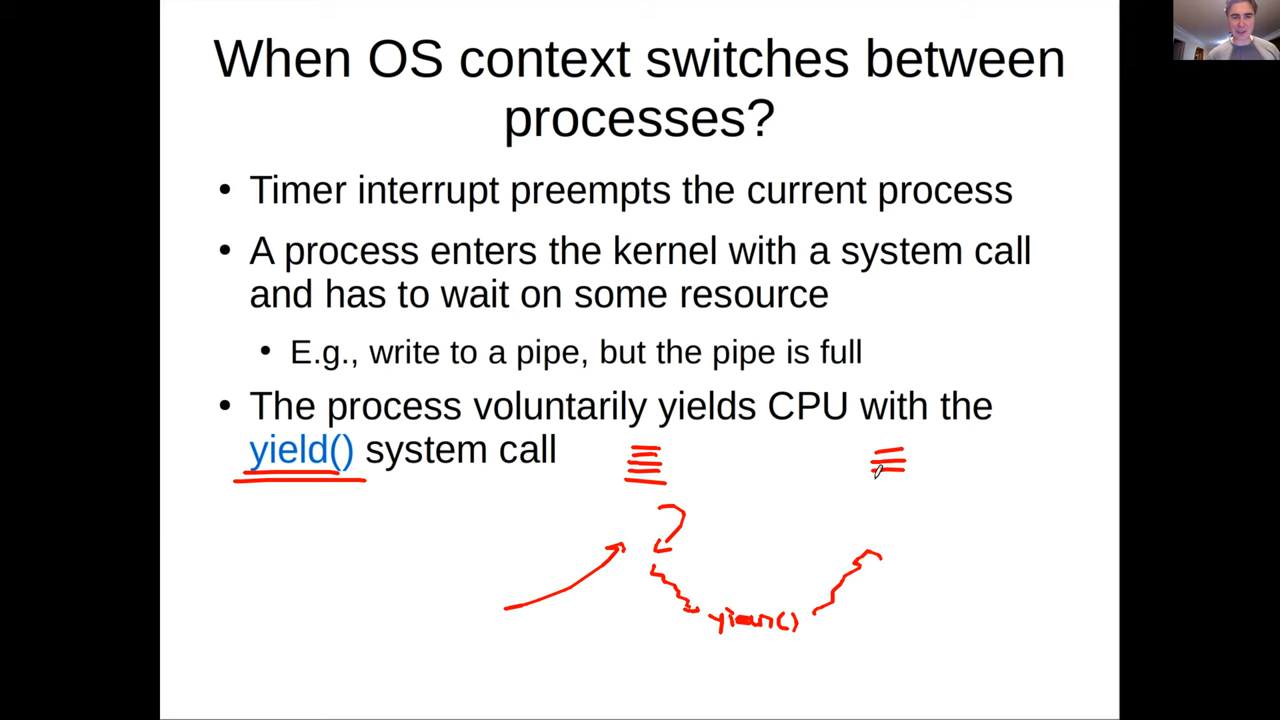 When OS context switches between
processes?
• Timer interrupt preempts the current process
• A process enters the kernel with a system call
and has to wait on some resource
• E.g., write to a pipe, but the pipe is full
• The process voluntarily yields CPU with the
yield() system call